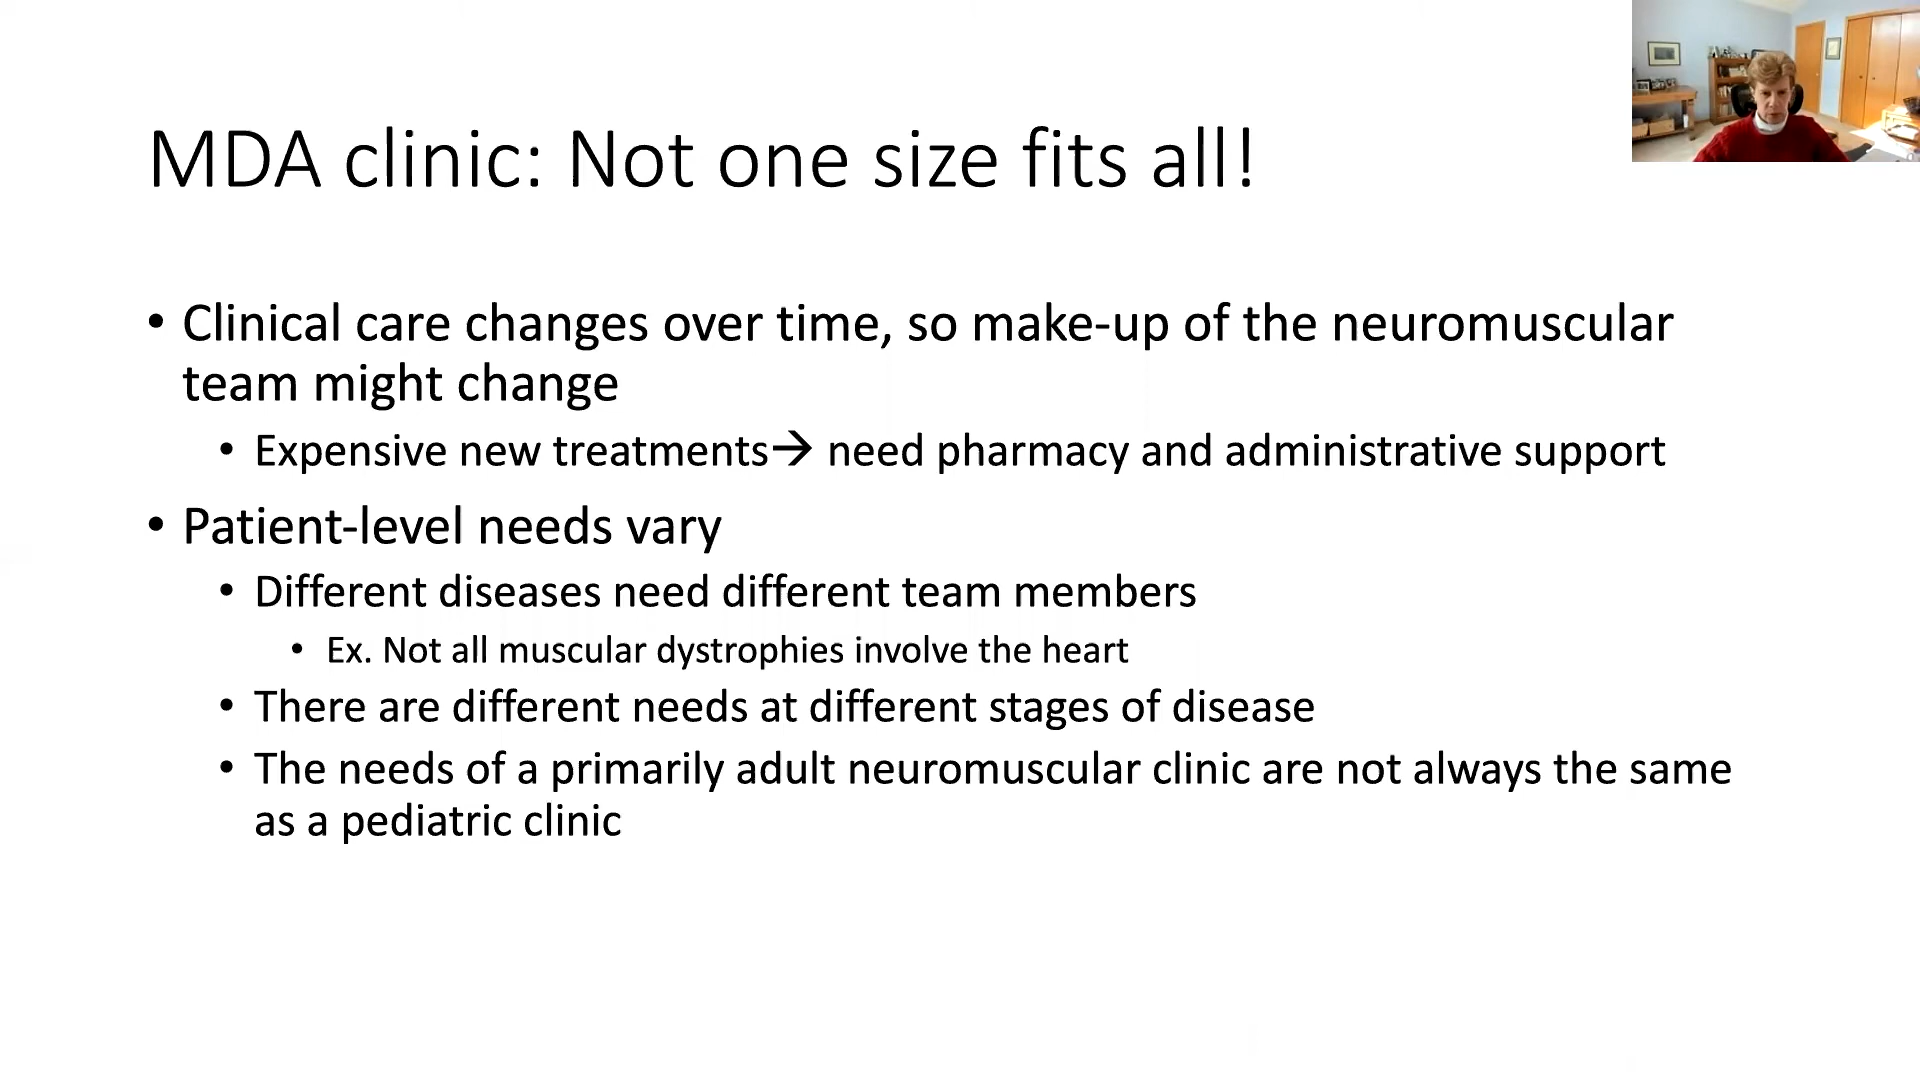 MDA clinic: Not one size fits all!
• Clinical care changes over time, so make-up of the neuromuscular
team might change
• Expensive new treatments→ need pharmacy and administrative support
• Patient-level needs vary
• Different diseases need different team members
• Ex. Not all muscular dystrophies involve the heart
• There are different needs at different stages of disease
• The needs of a primarily adult neuromuscular clinic are not always the same
as a pediatric clinic